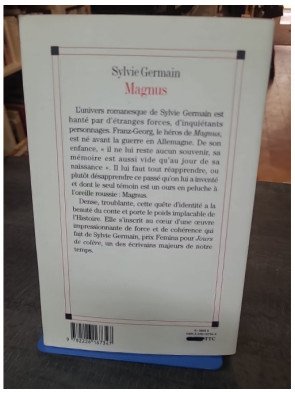 Sylvie Germain
Magnus
L'univers romanesque de Sylvie Germain est
hanté par d'étranges forces, d'inquiétants
personnages. Franz-Georg, le héros de Magnus,
est né avant la guerre en Allemagne. De son
enfance, « il ne lui reste aucun souvenir, sa
mémoire est aussi vide qu'au jour de sa
naissance ». Il lui faut tout réapprendre, ou
plutôt désapprendre ce passé qu'on lui a inventé
et dont le seul témoin est un ours en peluche à
l'oreille roussie : Magnus.
Dense, troublante, cette quête d'identité a la
beauté du conte et porte le poids implacable de
l'Histoire. Elle s'inscrit au cœur d'une œuvre
impressionnante de force et de cohérence qui
fait de Sylvie Germain, prix Femina pour Jours
de colère, un des écrivains majeurs de notre
temps.
TTC